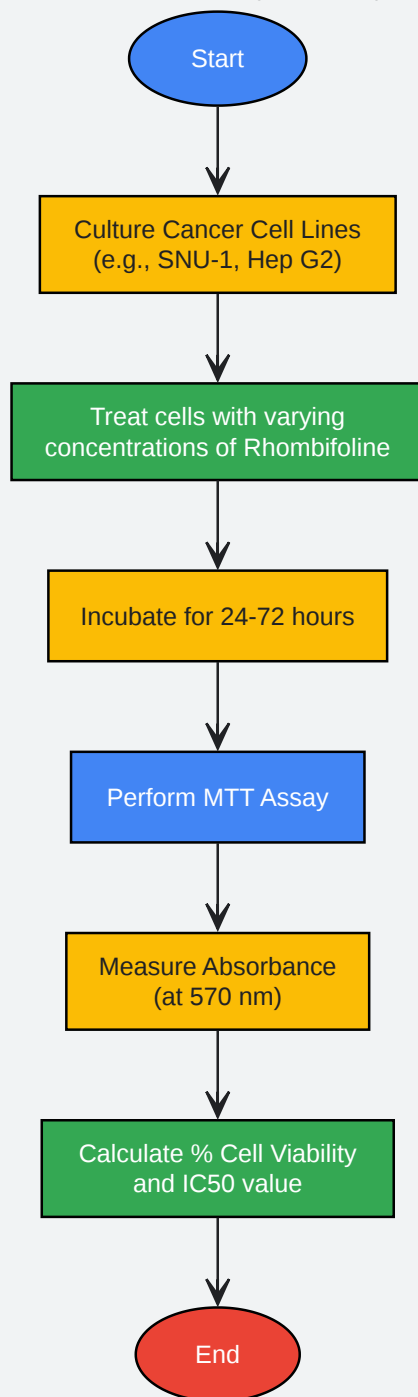 Start
Culture Cancer Cell Lines
(e.g., SNU-1, Hep G2)
Treat cells with varying
concentrations of Rhombifoline
Incubate for 24-72 hours
Perform MTT Assay
Measure Absorbance
(at 570 nm)
Calculate % Cell Viability
and IC50 value
End